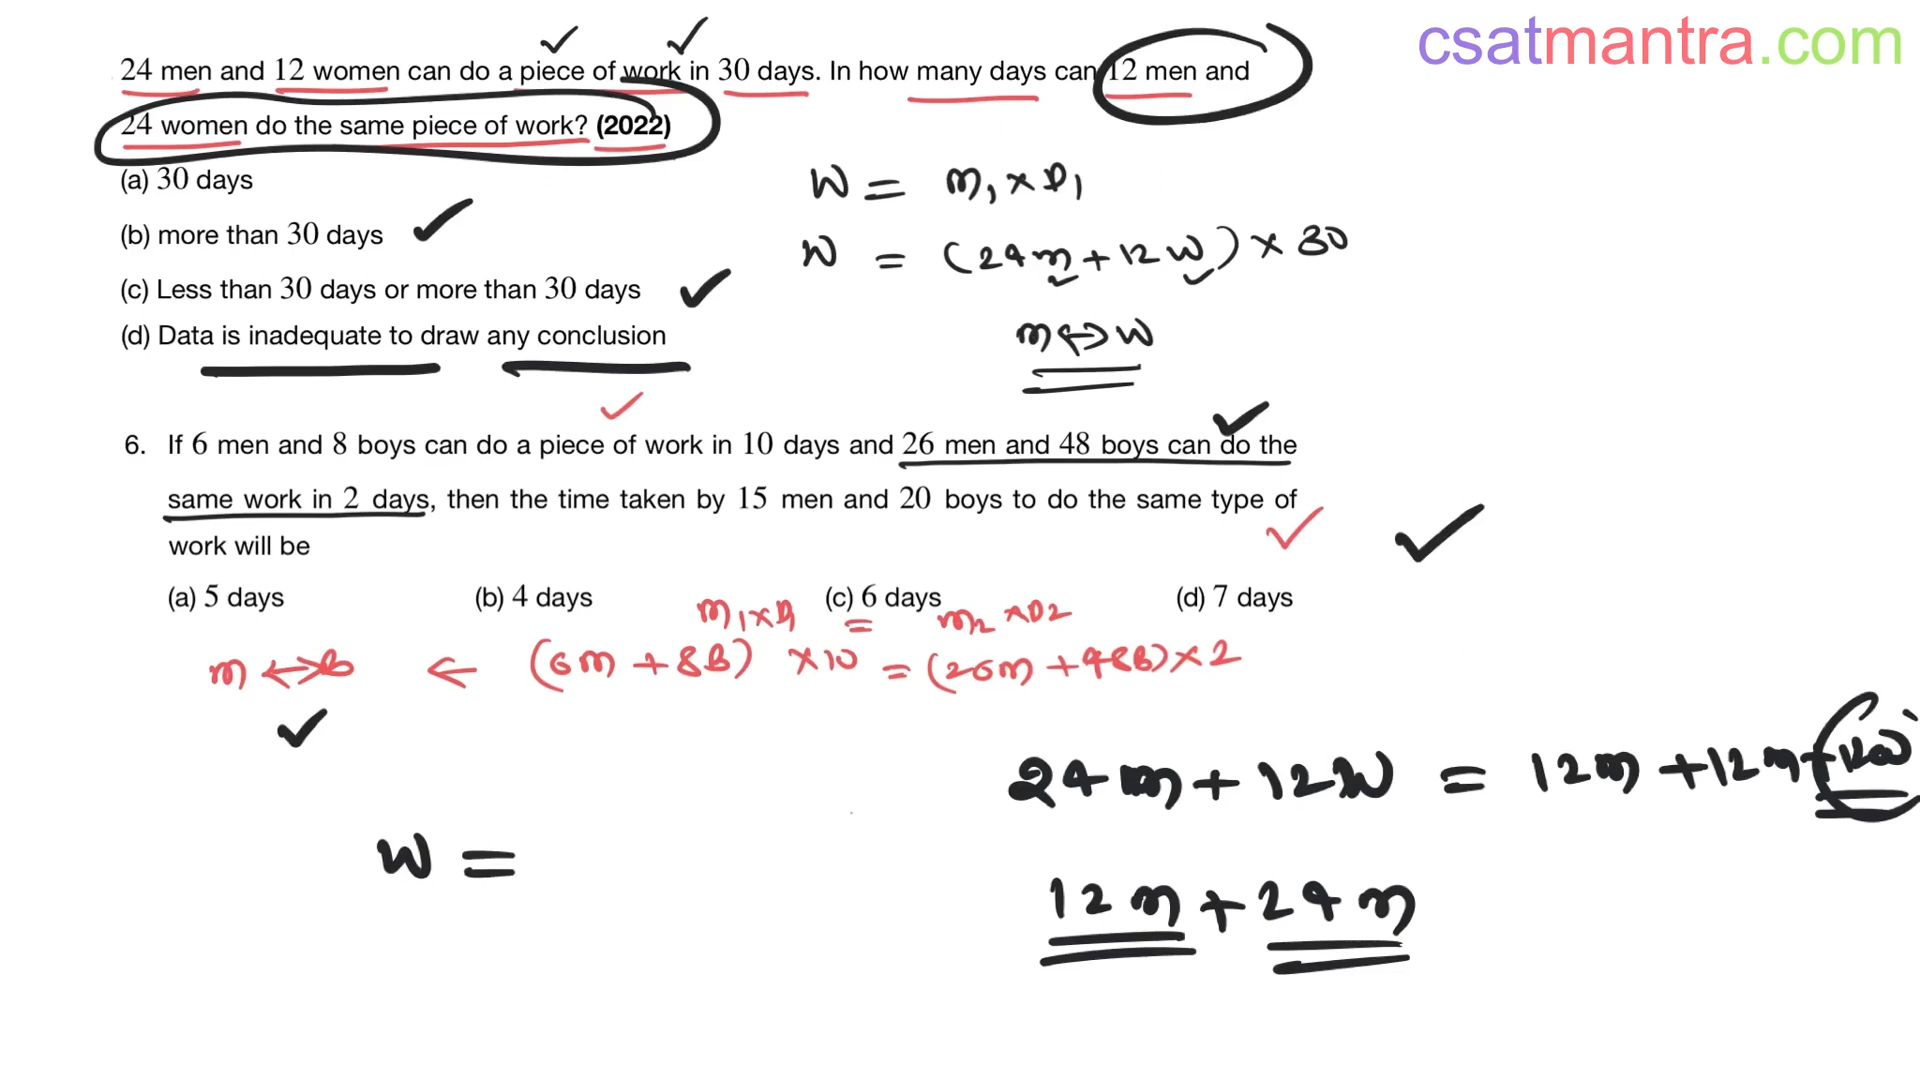 csatmantra.com
24 men and 12 women can do a piece of work in 30 days. In how many days can 12 men and
24 women do the same piece of work? (2022)
(a) 30 days
(b) more than 30 days
(c) Less than 30 days or more than 30 days
(d) Data is inadequate to draw any conclusion
W = M₁ × D₁
W = (24m + 12W) × 30
m ↔ W
6. If 6 men and 8 boys can do a piece of work in 10 days and 26 men and 48 boys can do the
same work in 2 days, then the time taken by 15 men and 20 boys to do the same type of
work will be
(a) 5 days (b) 4 days (c) 6 days (d) 7 days
M₁ × D₁ = M₂ × D₂
m ↔ b ← (6m + 8B) × 10 = (26m + 48B) × 2
24m + 12W = 12m + 12m + 12W
W =
12m + 24m